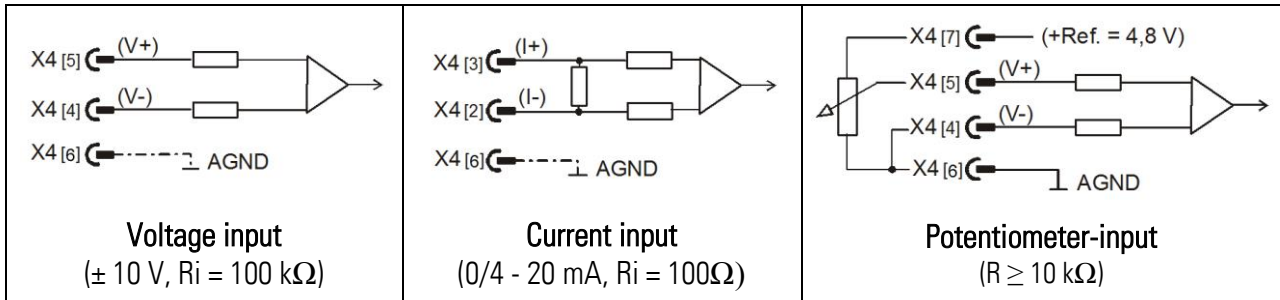 X4 [5] (V+)
X4 [4] (V-)
X4 [6] AGND
Voltage input
(± 10 V, Ri = 100 kΩ)
X4 [3] (I+)
X4 [2] (I-)
X4 [6] AGND
Current input
(0/4 - 20 mA, Ri = 100Ω)
X4 [7] (+Ref. = 4,8 V)
X4 [5] (V+)
X4 [4] (V-)
X4 [6] AGND
Potentiometer-input
(R ≥ 10 kΩ)